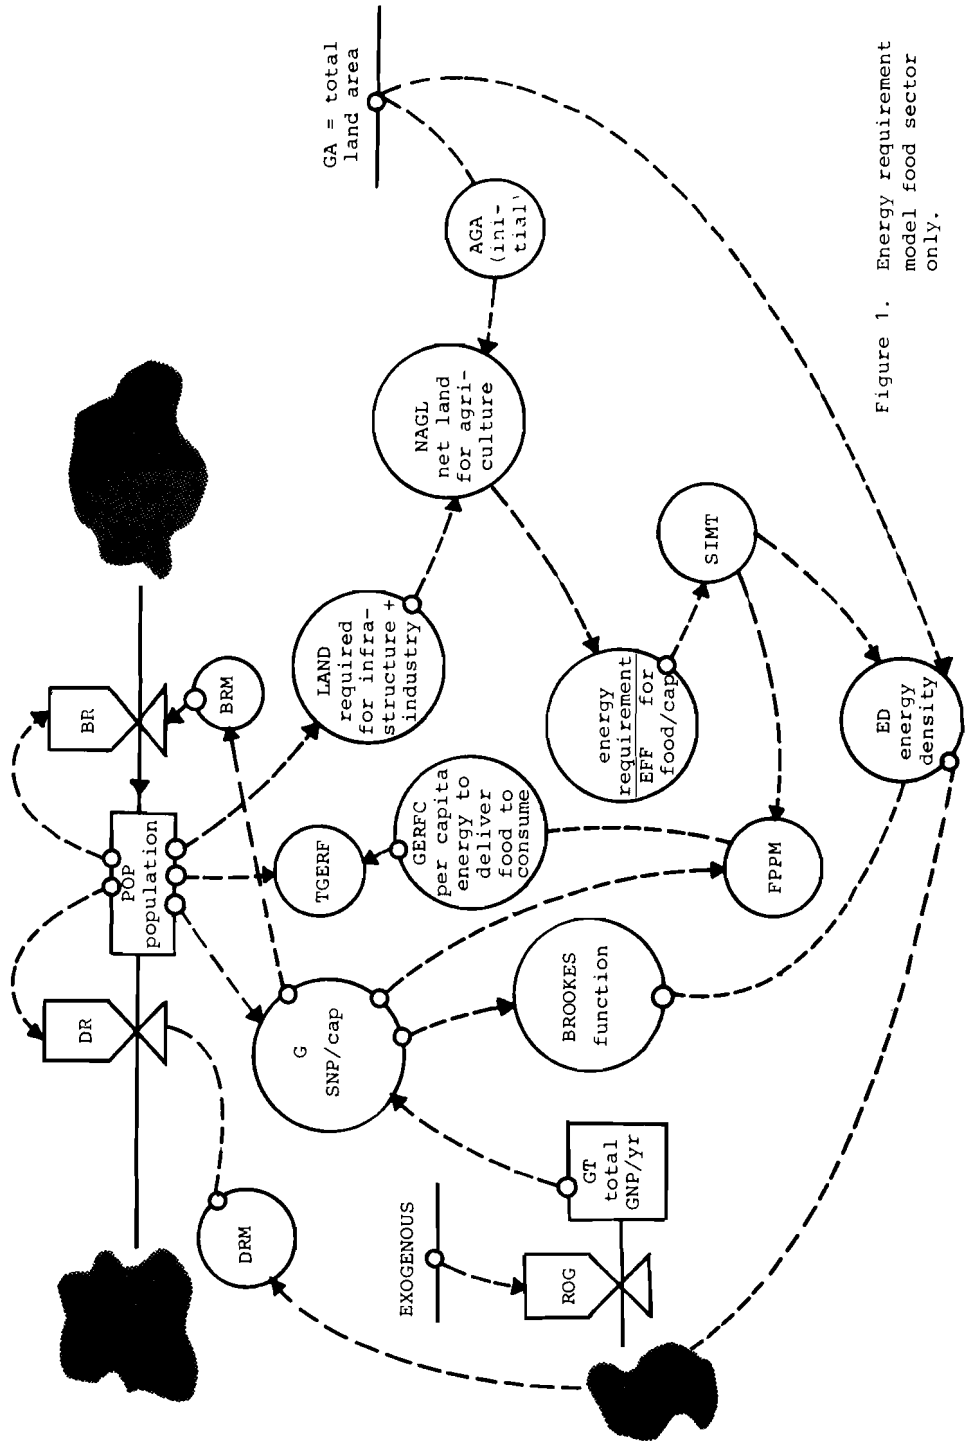 GA = total
land area
AGA
(ini-
tial)
NAGL
net land
for agri-
culture
LAND
required
for infra-
structure +
industry
BR
BRM
POP
population
DR
DRM
TGERF
GERFC
per capita
energy to
deliver
food to
consume
energy
requirement
EFF for
food/cap
SIMT
FPPM
ED
energy
density
G
SNP/cap
BROOKES
function
GT
total
GNP/yr
EXOGENOUS
ROG
Figure 1. Energy requirement
model food sector
only.